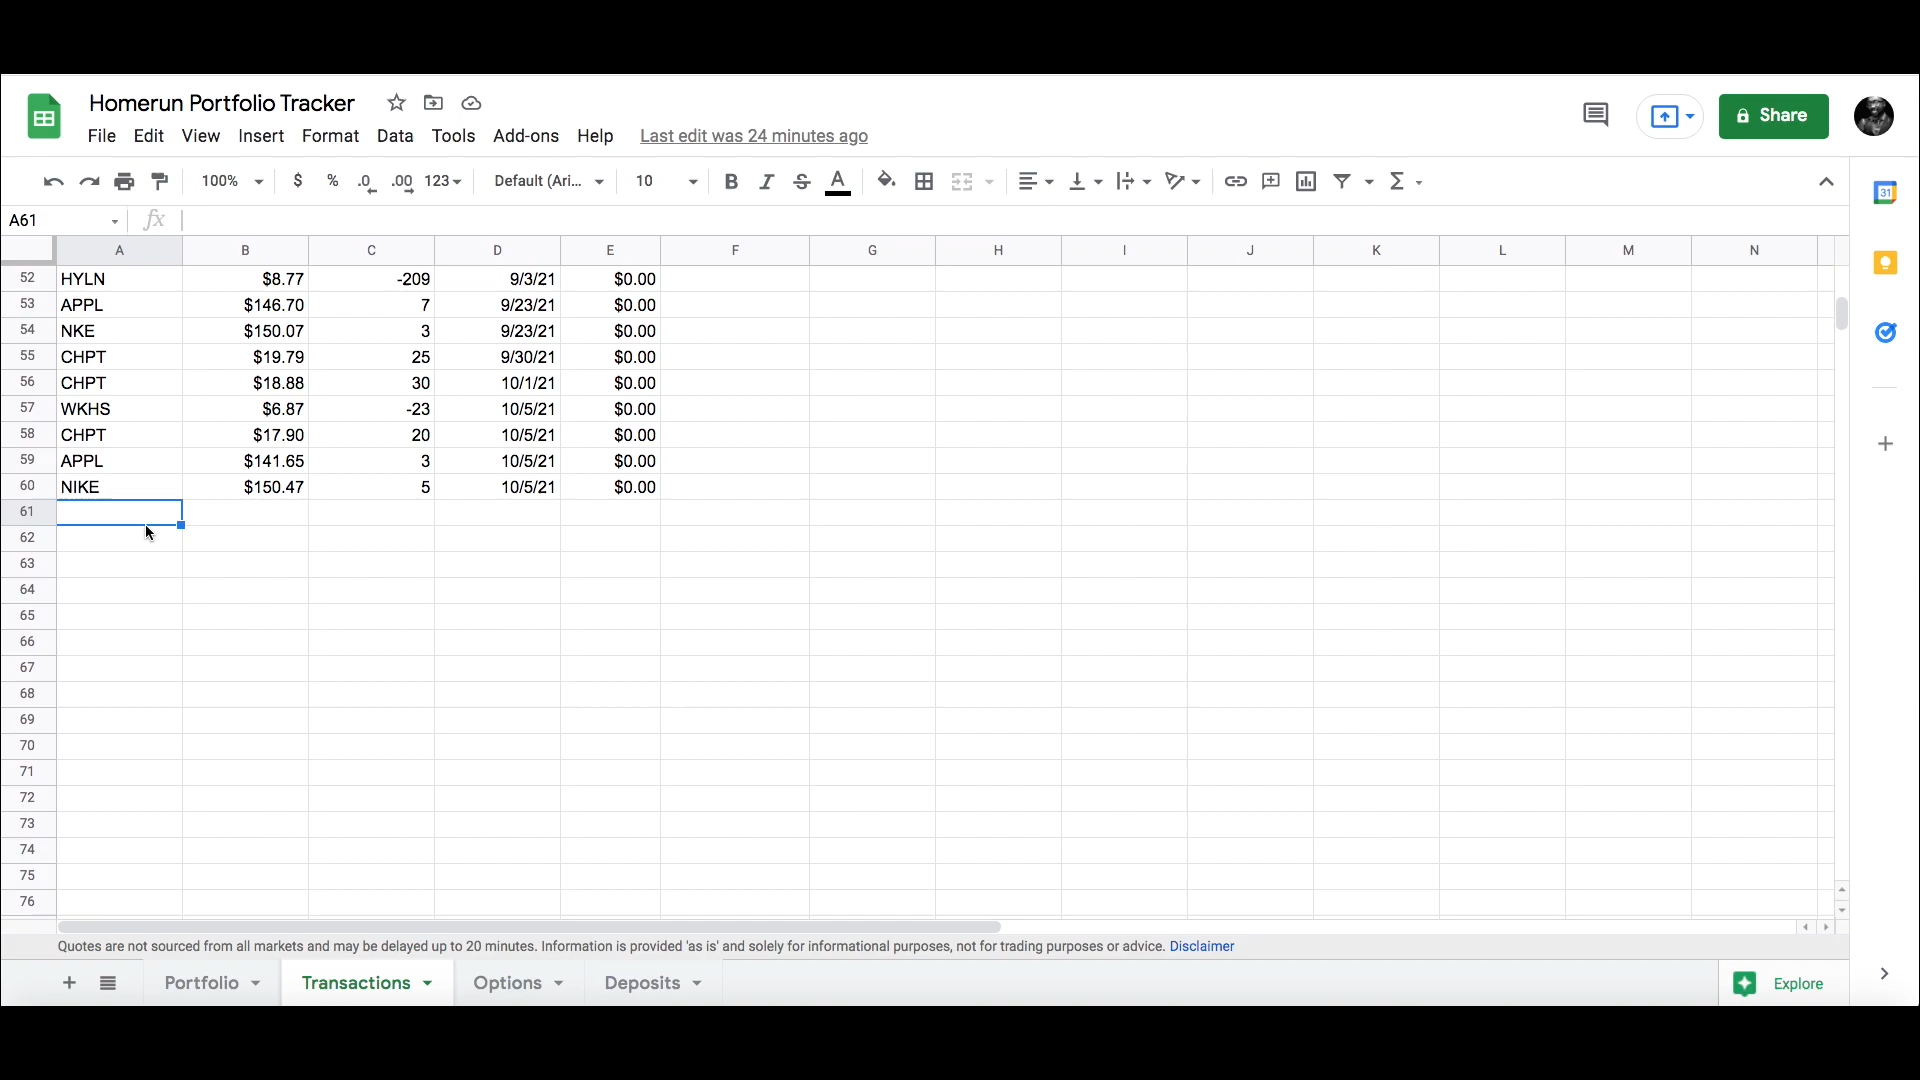 Homerun Portfolio Tracker
File Edit View Insert Format Data Tools Add-ons Help Last edit was 24 minutes ago
Share
100% $ % .0 .00 123 Default (Ari... 10 B I S A Σ
31
A61 fx
A B C D E F G H I J K L M N
52 HYLN $8.77 -209 9/3/21 $0.00
53 APPL $146.70 7 9/23/21 $0.00
54 NKE $150.07 3 9/23/21 $0.00
55 CHPT $19.79 25 9/30/21 $0.00
56 CHPT $18.88 30 10/1/21 $0.00
57 WKHS $6.87 -23 10/5/21 $0.00
58 CHPT $17.90 20 10/5/21 $0.00
59 APPL $141.65 3 10/5/21 $0.00
60 NIKE $150.47 5 10/5/21 $0.00
61
62
63
64
65
66
67
68
69
70
71
72
73
74
75
76
Quotes are not sourced from all markets and may be delayed up to 20 minutes. Information is provided 'as is' and solely for informational purposes, not for trading purposes or advice. Disclaimer
Portfolio Transactions Options Deposits Explore